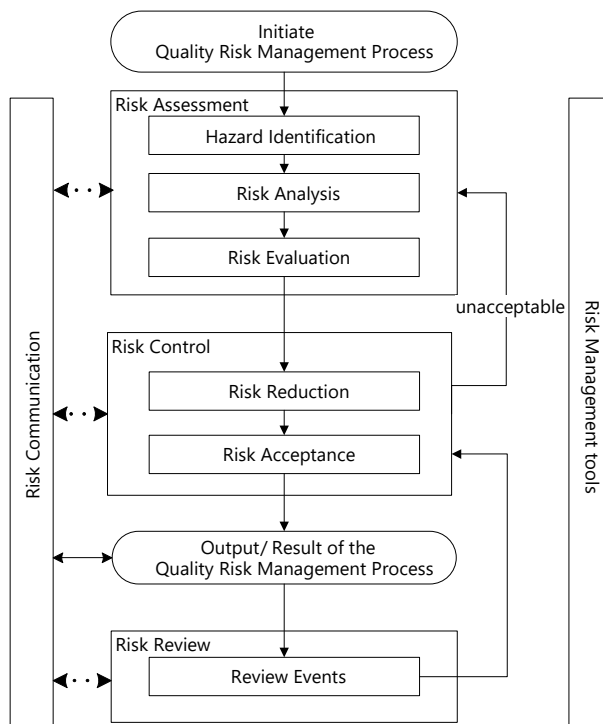 Initiate
Quality Risk Management Process
Risk Assessment
Hazard Identification
Risk Analysis
Risk Evaluation
unacceptable
Risk Control
Risk Reduction
Risk Acceptance
Output/ Result of the
Quality Risk Management Process
Risk Review
Review Events
Risk Communication
Risk Management tools